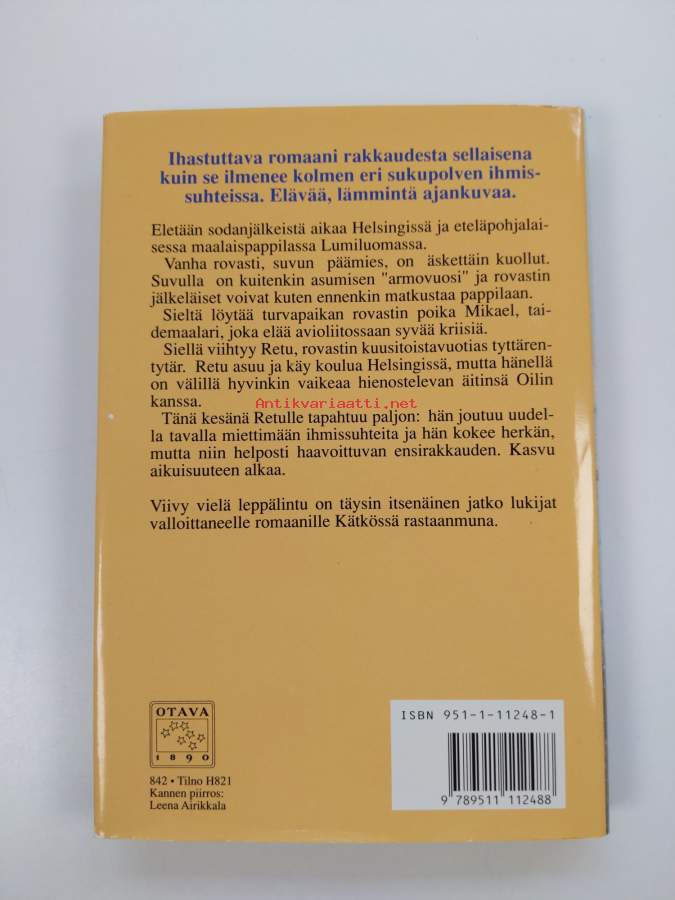 Ihastuttava romaani rakkaudesta sellaisena
kuin se ilmenee kolmen eri sukupolven ihmis-
suhteissa. Elävää, lämmintä ajankuvaa.
Eletään sodanjälkeistä aikaa Helsingissä ja eteläpohjalai-
sessa maalaispappilassa Lumiluomassa.
Vanha rovasti, suvun päämies, on äskettäin kuollut.
Suvulla on kuitenkin asumisen "armovuosi" ja rovastin
jälkeläiset voivat kuten ennenkin matkustaa pappilaan.
Sieltä löytää turvapaikan rovastin poika Mikael, tai-
demaalari, joka elää avioliitossaan syvää kriisiä.
Siellä viihtyy Retu, rovastin kuusitoistavuotias tyttären-
tytär. Retu asuu ja käy koulua Helsingissä, mutta hänellä
on välillä hyvinkin vaikeaa hienostelevan äitinsä Oilin
kanssa.
Antikvariaatti.net
Tänä kesänä Retulle tapahtuu paljon: hän joutuu uudel-
la tavalla miettimään ihmissuhteita ja hän kokee herkän,
mutta niin helposti haavoittuvan ensirakkauden. Kasvu
aikuisuuteen alkaa.
Viivy vielä leppälintu on täysin itsenäinen jatko lukijat
valloittaneelle romaanille Kätkössä rastaanmuna.
OTAVA
1890
842 • Tilno H821
Kannen piirros:
Leena Airikkala
ISBN 951-1-11248-1
9 789511 112488